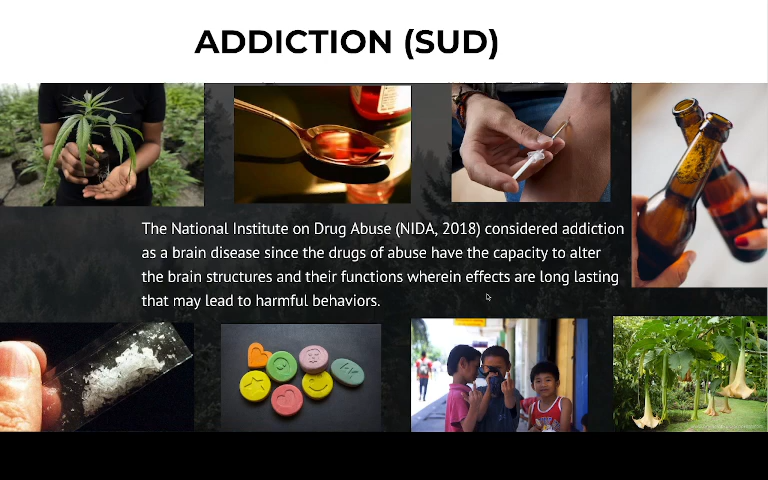 ADDICTION (SUD)
The National Institute on Drug Abuse (NIDA, 2018) considered addiction
as a brain disease since the drugs of abuse have the capacity to alter
the brain structures and their functions wherein effects are long lasting
that may lead to harmful behaviors.